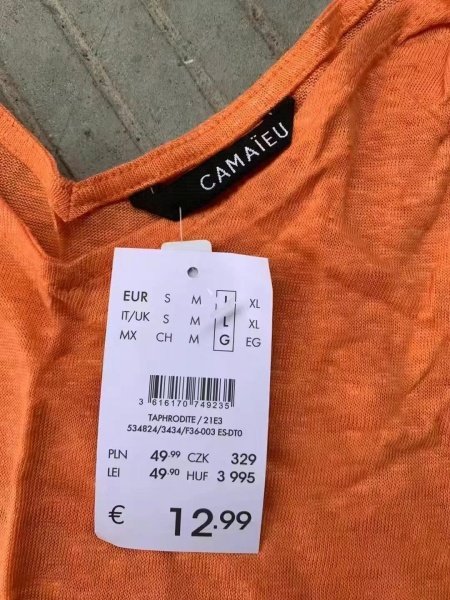 CAMAÏEU
EUR S M L XL
IT/UK S M L XL
MX CH M G EG
3 616170 749235
TAPHRODITE / 21E3
534824/3434/F36-003 ES-DT0
PLN 49.99 CZK 329
LEI 49.90 HUF 3 995
€ 12.99